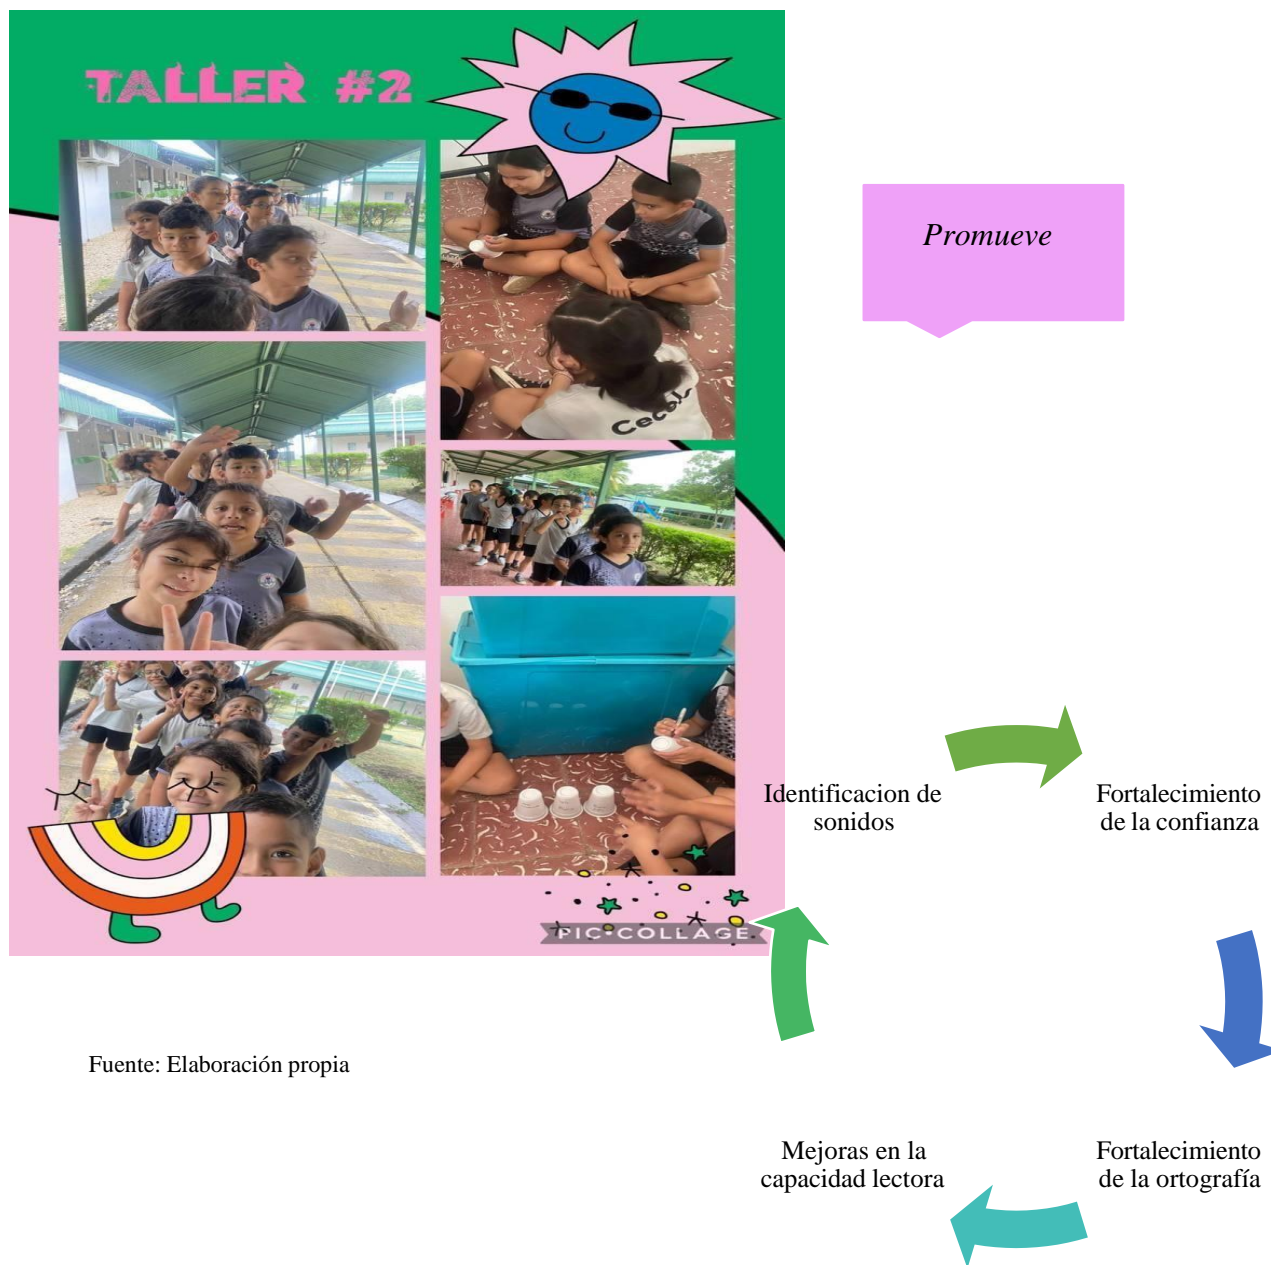 TALLER #2
Cecol
PIC•COLLAGE
Promueve
Identificacion de
sonidos
Fortalecimiento
de la confianza
Fortalecimiento
de la ortografía
Mejoras en la
capacidad lectora
Fuente: Elaboración propia